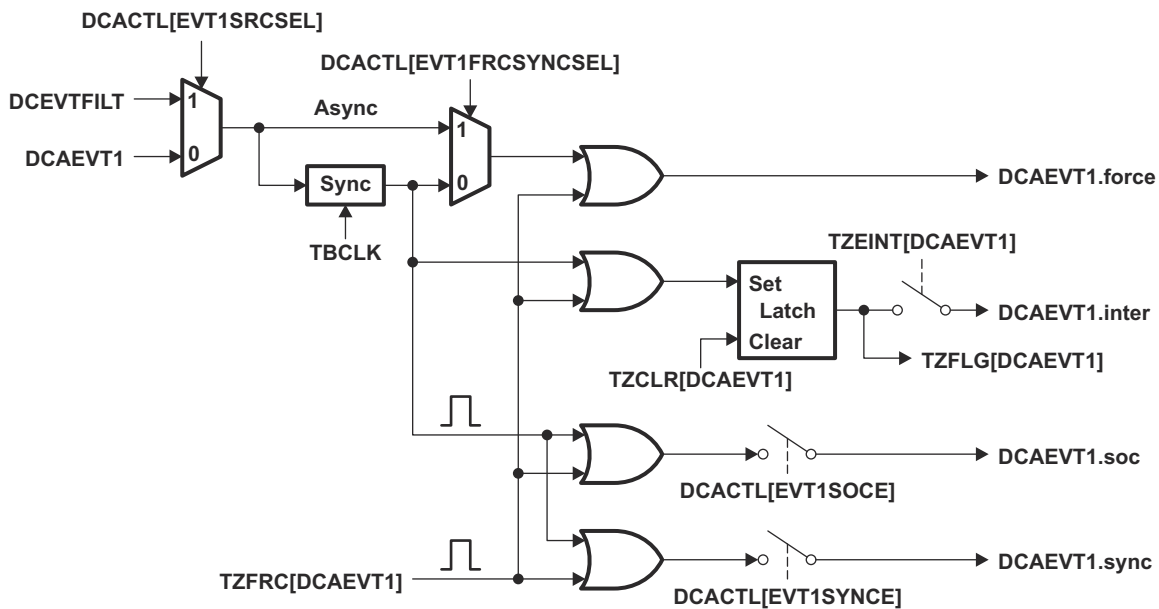 DCACTL[EVT1SRCSEL]
DCACTL[EVT1FRCSYNCSEL]
DCEVTFILT
1
Async
1
DCAEVT1
0
Sync
0
DCAEVT1.force
TBCLK
TZEINT[DCAEVT1]
Set
Latch
DCAEVT1.inter
Clear
TZCLR[DCAEVT1]
TZFLG[DCAEVT1]
DCAEVT1.soc
DCACTL[EVT1SOCE]
TZFRC[DCAEVT1]
DCAEVT1.sync
DCACTL[EVT1SYNCE]